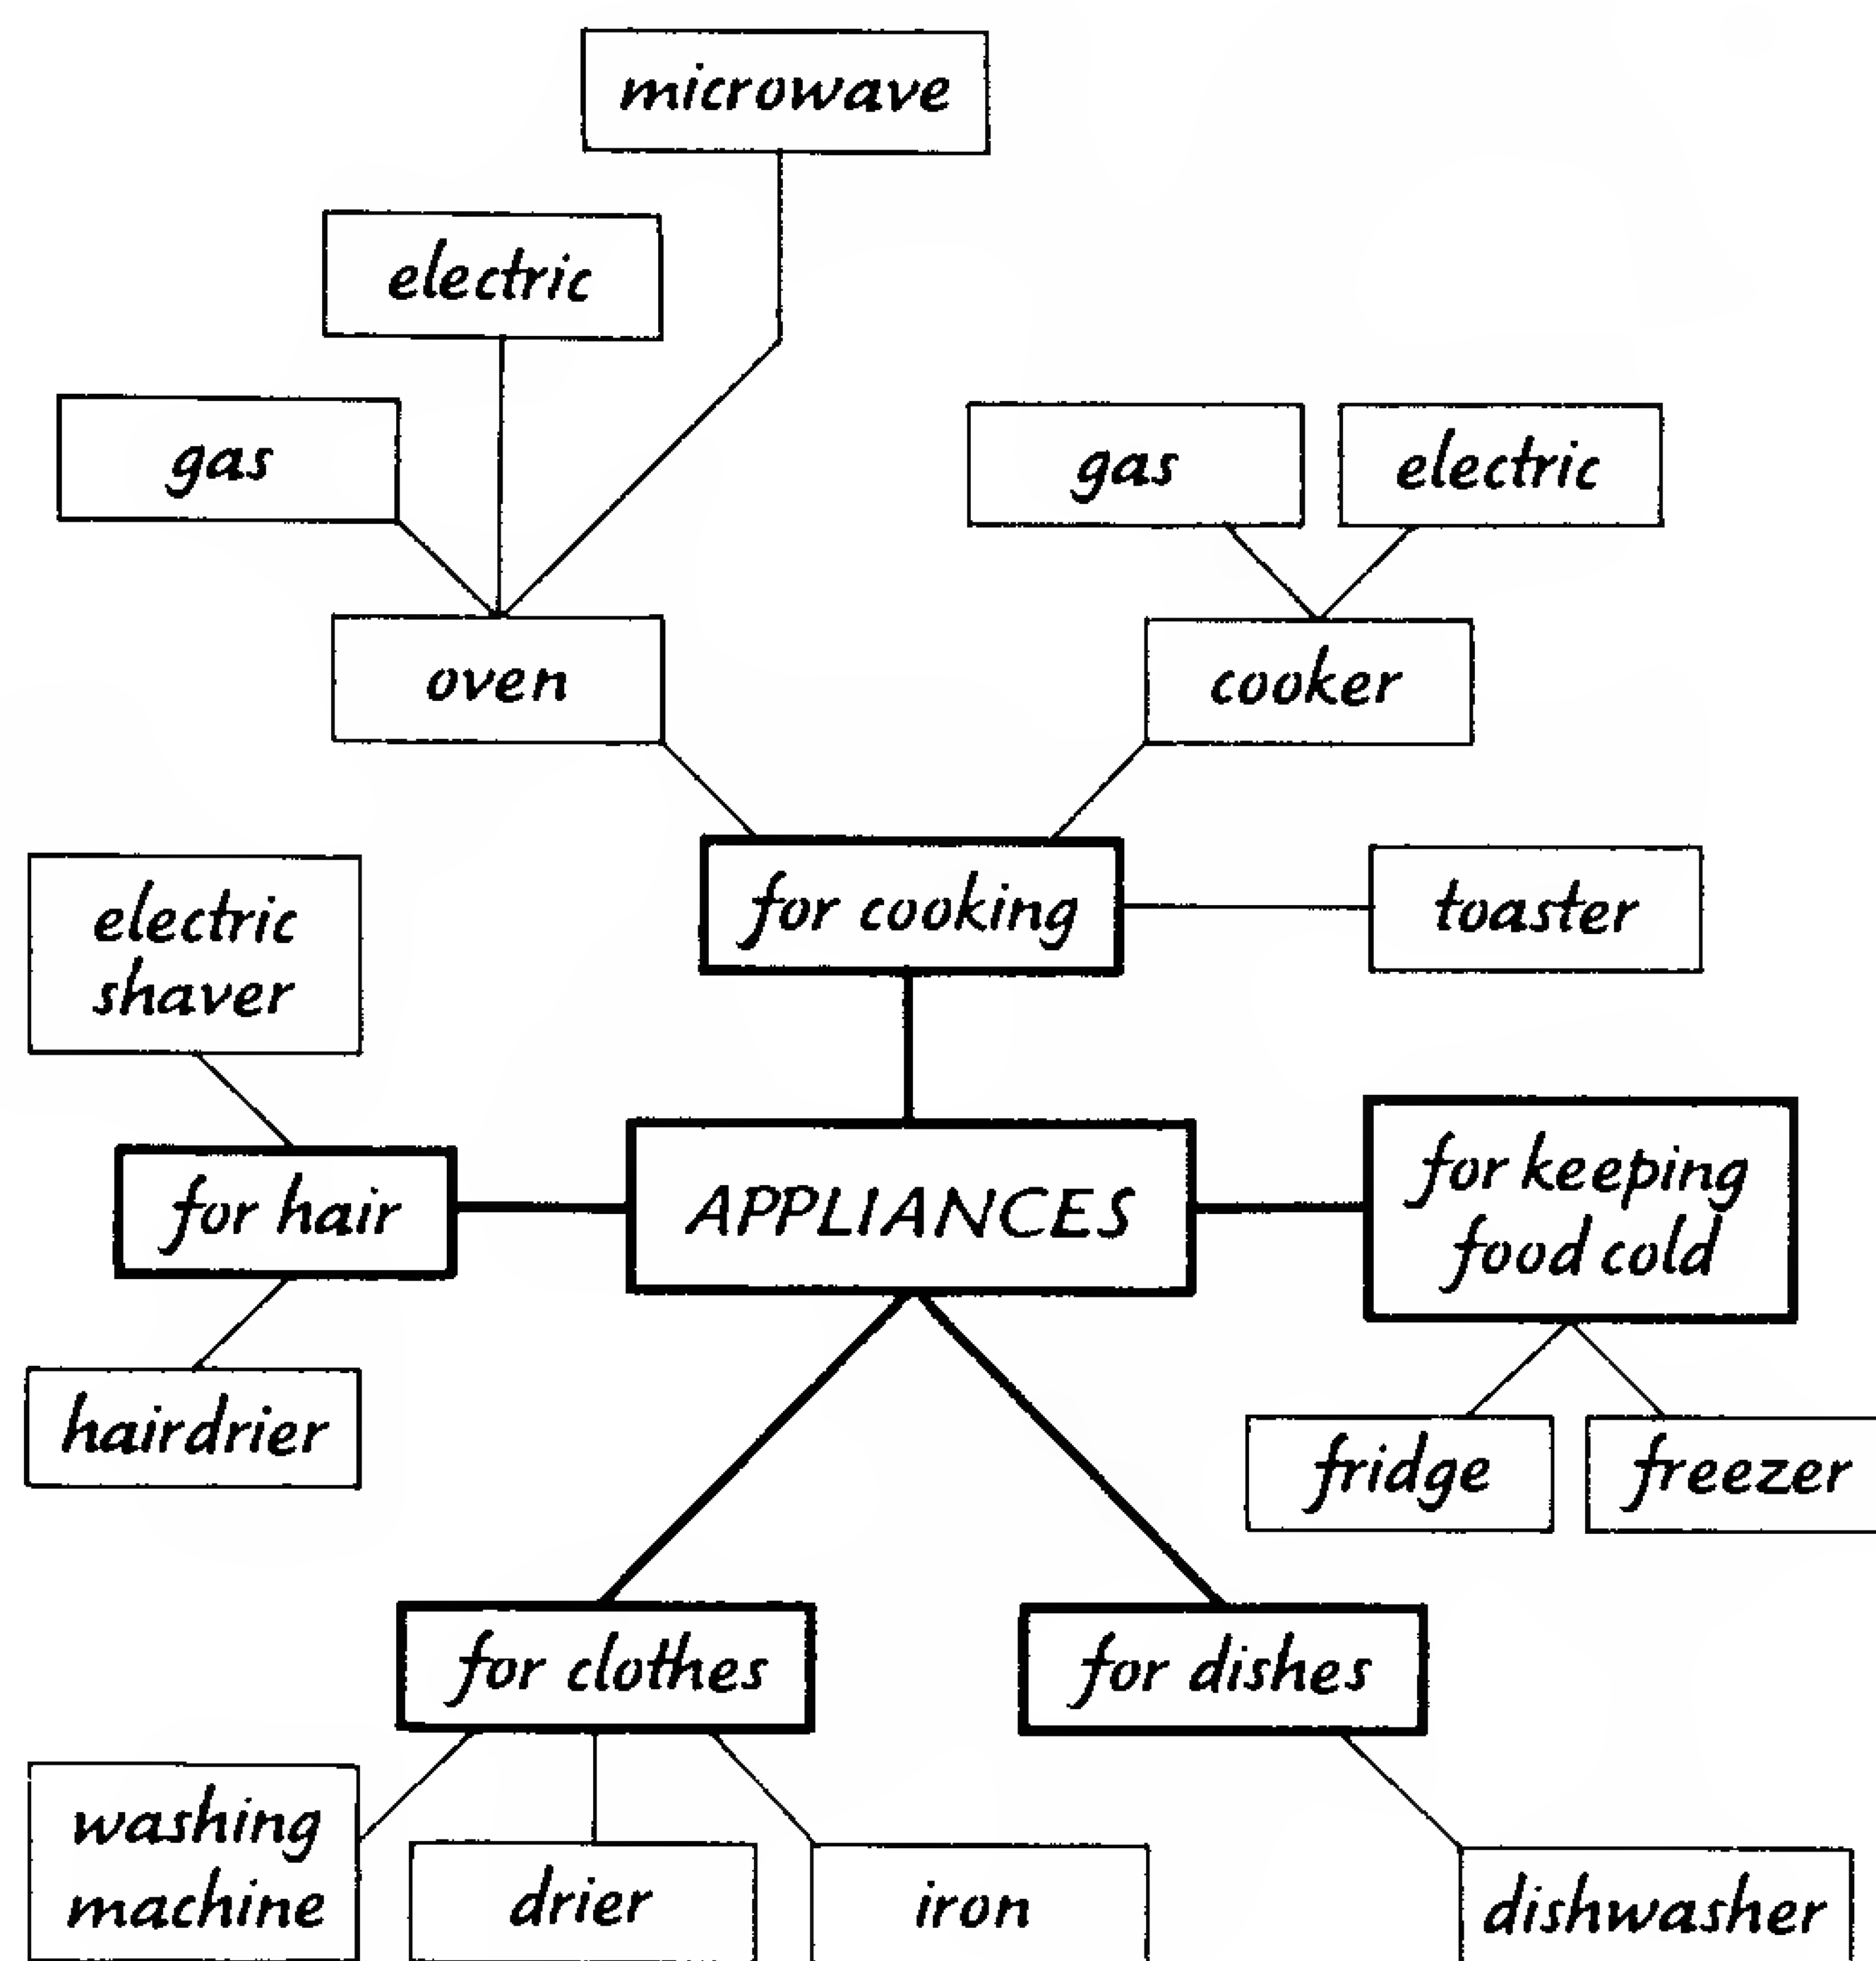 microwave
electric
gas
gas
electric
oven
cooker
for cooking
toaster
electric
shaver
for hair
APPLIANCES
for keeping
food cold
hairdrier
fridge
freezer
for clothes
for dishes
washing
machine
drier
iron
dishwasher